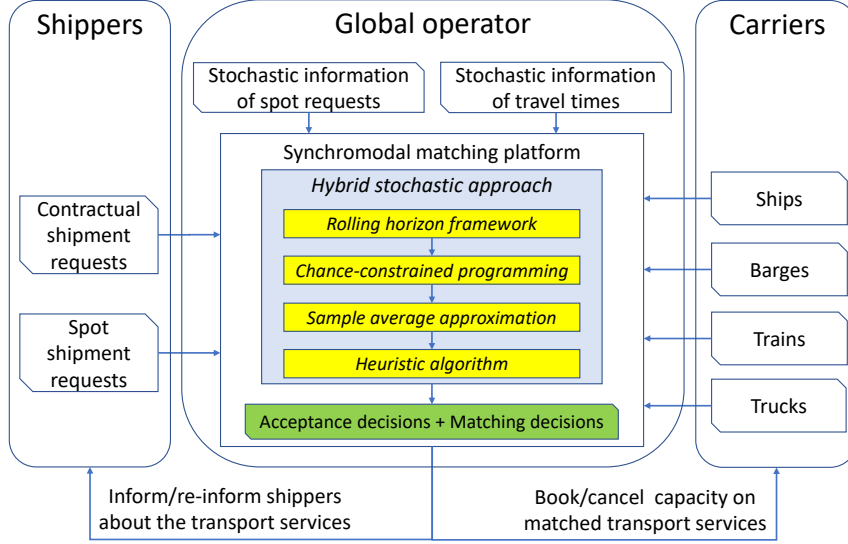 Shippers
Global operator
Carriers
Stochastic information
of spot requests
Stochastic information
of travel times
Synchromodal matching platform
Hybrid stochastic approach
Rolling horizon framework
Chance-constrained programming
Sample average approximation
Heuristic algorithm
Acceptance decisions + Matching decisions
Contractual
shipment
requests
Spot
shipment
requests
Ships
Barges
Trains
Trucks
Inform/re-inform shippers
about the transport services
Book/cancel capacity on
matched transport services